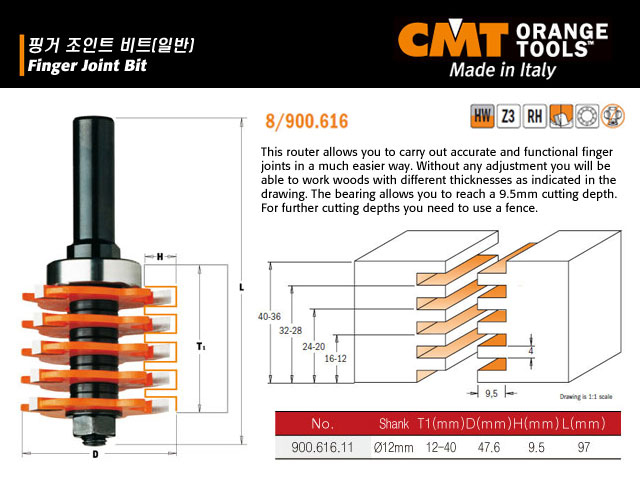 핑거 조인트 비트(일반)
Finger Joint Bit
CMT ORANGE TOOLS™
Made in Italy
8/900.616
HW Z3 RH
This router allows you to carry out accurate and functional finger
joints in a much easier way. Without any adjustment you will be
able to work woods with different thicknesses as indicated in the
drawing. The bearing allows you to reach a 9.5mm cutting depth.
For further cutting depths you need to use a fence.
H
L
T1
D
40-36
32-28
24-20
16-12
4
9,5
Drawing is 1:1 scale
No. Shank T1(mm) D(mm) H(mm) L(mm)
900.616.11 Ø12mm 12-40 47.6 9.5 97